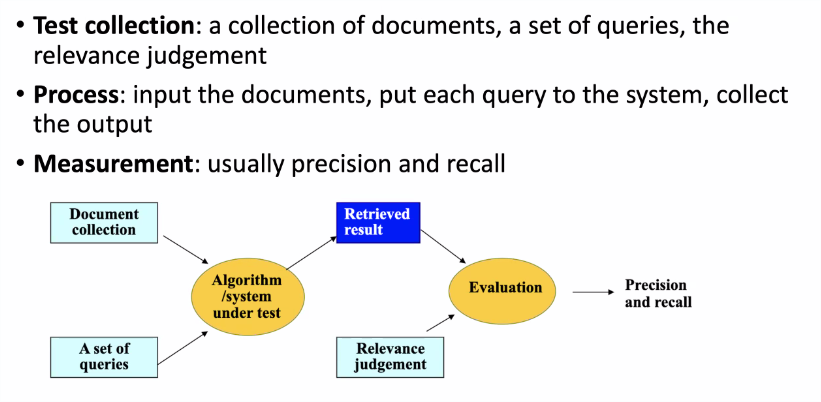 • Test collection: a collection of documents, a set of queries, the
relevance judgement
• Process: input the documents, put each query to the system, collect
the output
• Measurement: usually precision and recall
Document
collection
Retrieved
result
Algorithm
/system
under test
Evaluation
Precision
and recall
A set of
queries
Relevance
judgement